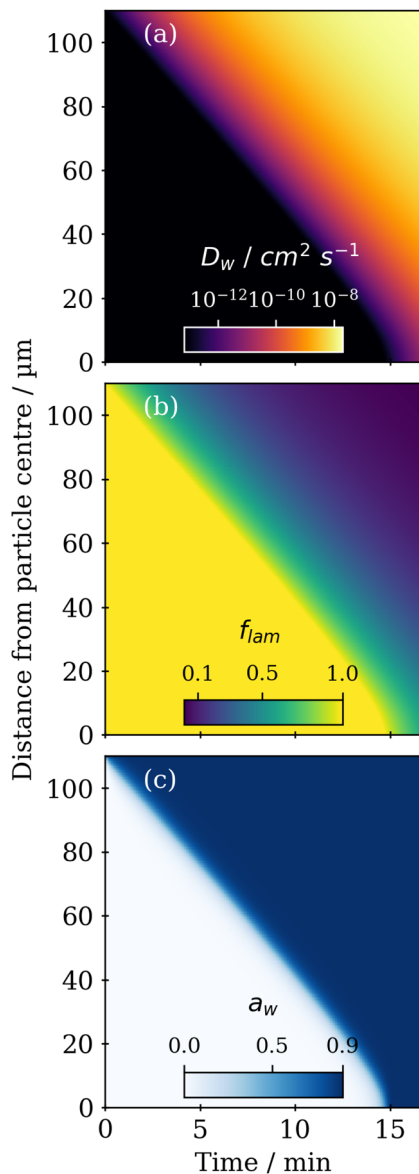 Distance from particle centre / μm
(a)
100
80
60
40
20
0
D_w / cm² s⁻¹
10⁻¹² 10⁻¹⁰ 10⁻⁸
(b)
100
80
60
40
20
0
f_lam
0.1 0.5 1.0
(c)
100
80
60
40
20
0
a_w
0.0 0.5 0.9
0 5 10 15
Time / min